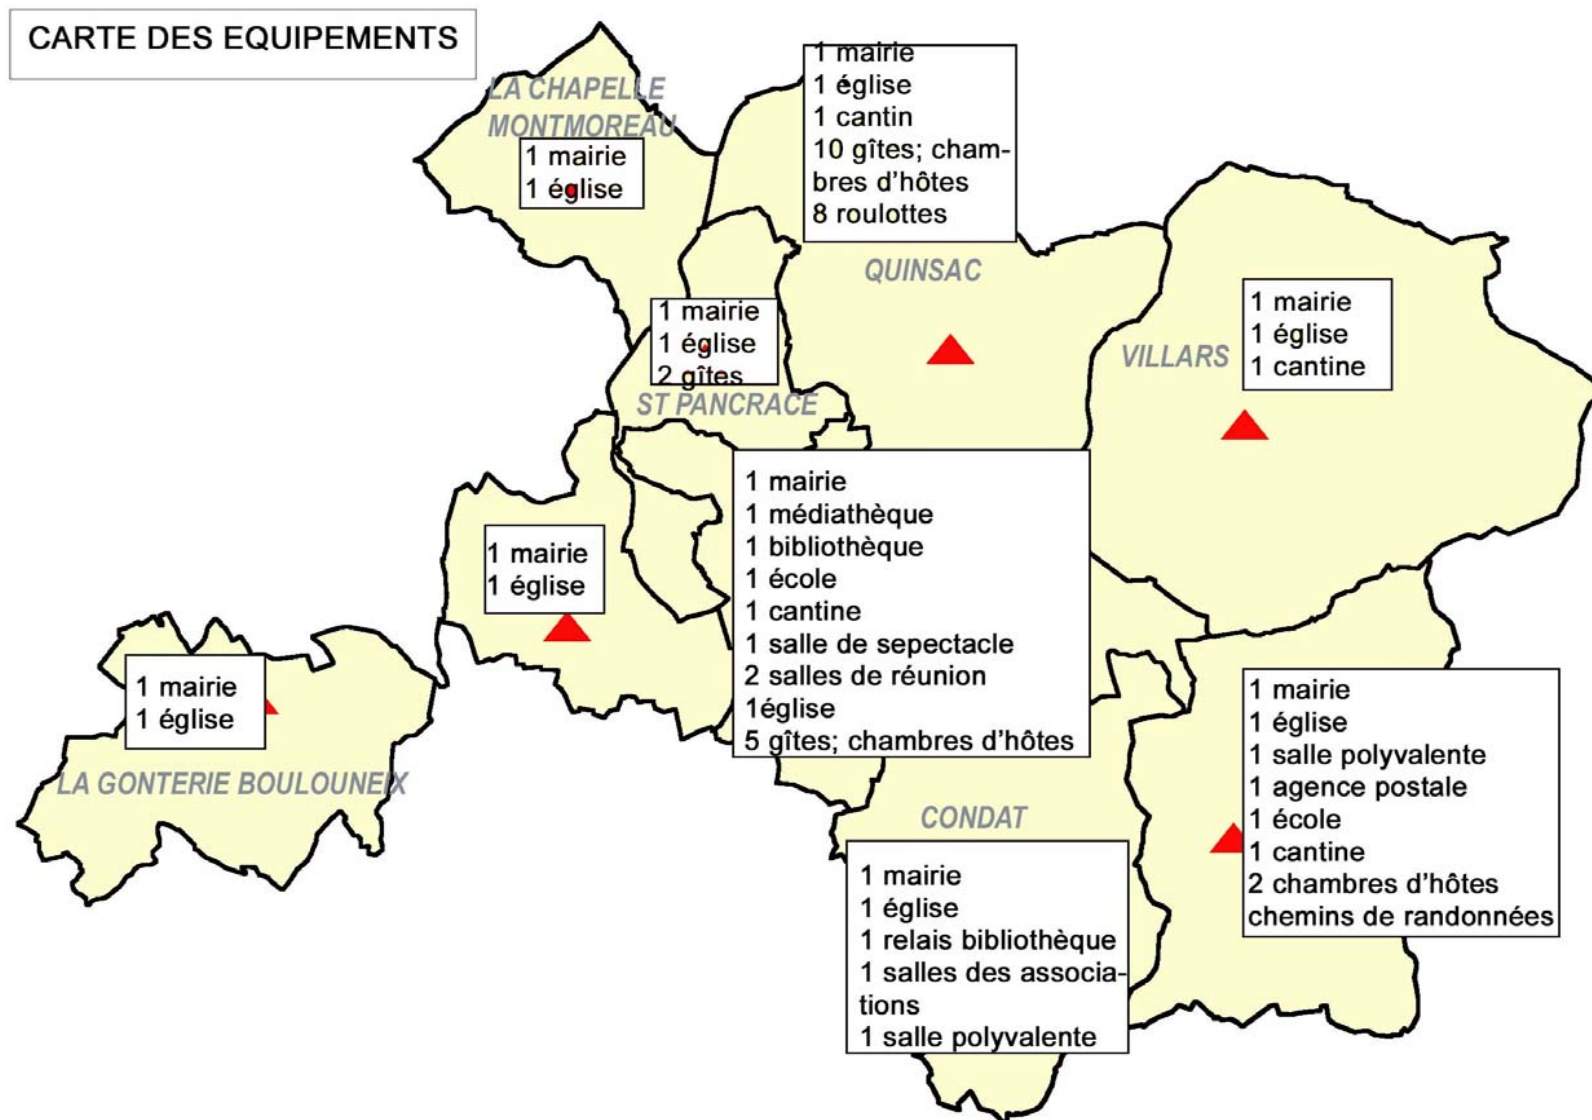 CARTE DES EQUIPEMENTS
LA CHAPELLE
MONTMOREAU
1 mairie
1 église
1 mairie
1 église
1 cantin
10 gîtes; cham-
bres d'hôtes
8 roulottes
QUINSAC
1 mairie
1 église
2 gîtes
ST PANCRACE
VILLARS
1 mairie
1 église
1 cantine
1 mairie
1 église
1 mairie
1 médiathèque
1 bibliothèque
1 école
1 cantine
1 salle de sepectacle
2 salles de réunion
1église
5 gîtes; chambres d'hôtes
1 mairie
1 église
LA GONTERIE BOULOUNEIX
1 mairie
1 église
1 salle polyvalente
1 agence postale
1 école
1 cantine
2 chambres d'hôtes
chemins de randonnées
CONDAT
1 mairie
1 église
1 relais bibliothèque
1 salles des associa-
tions
1 salle polyvalente